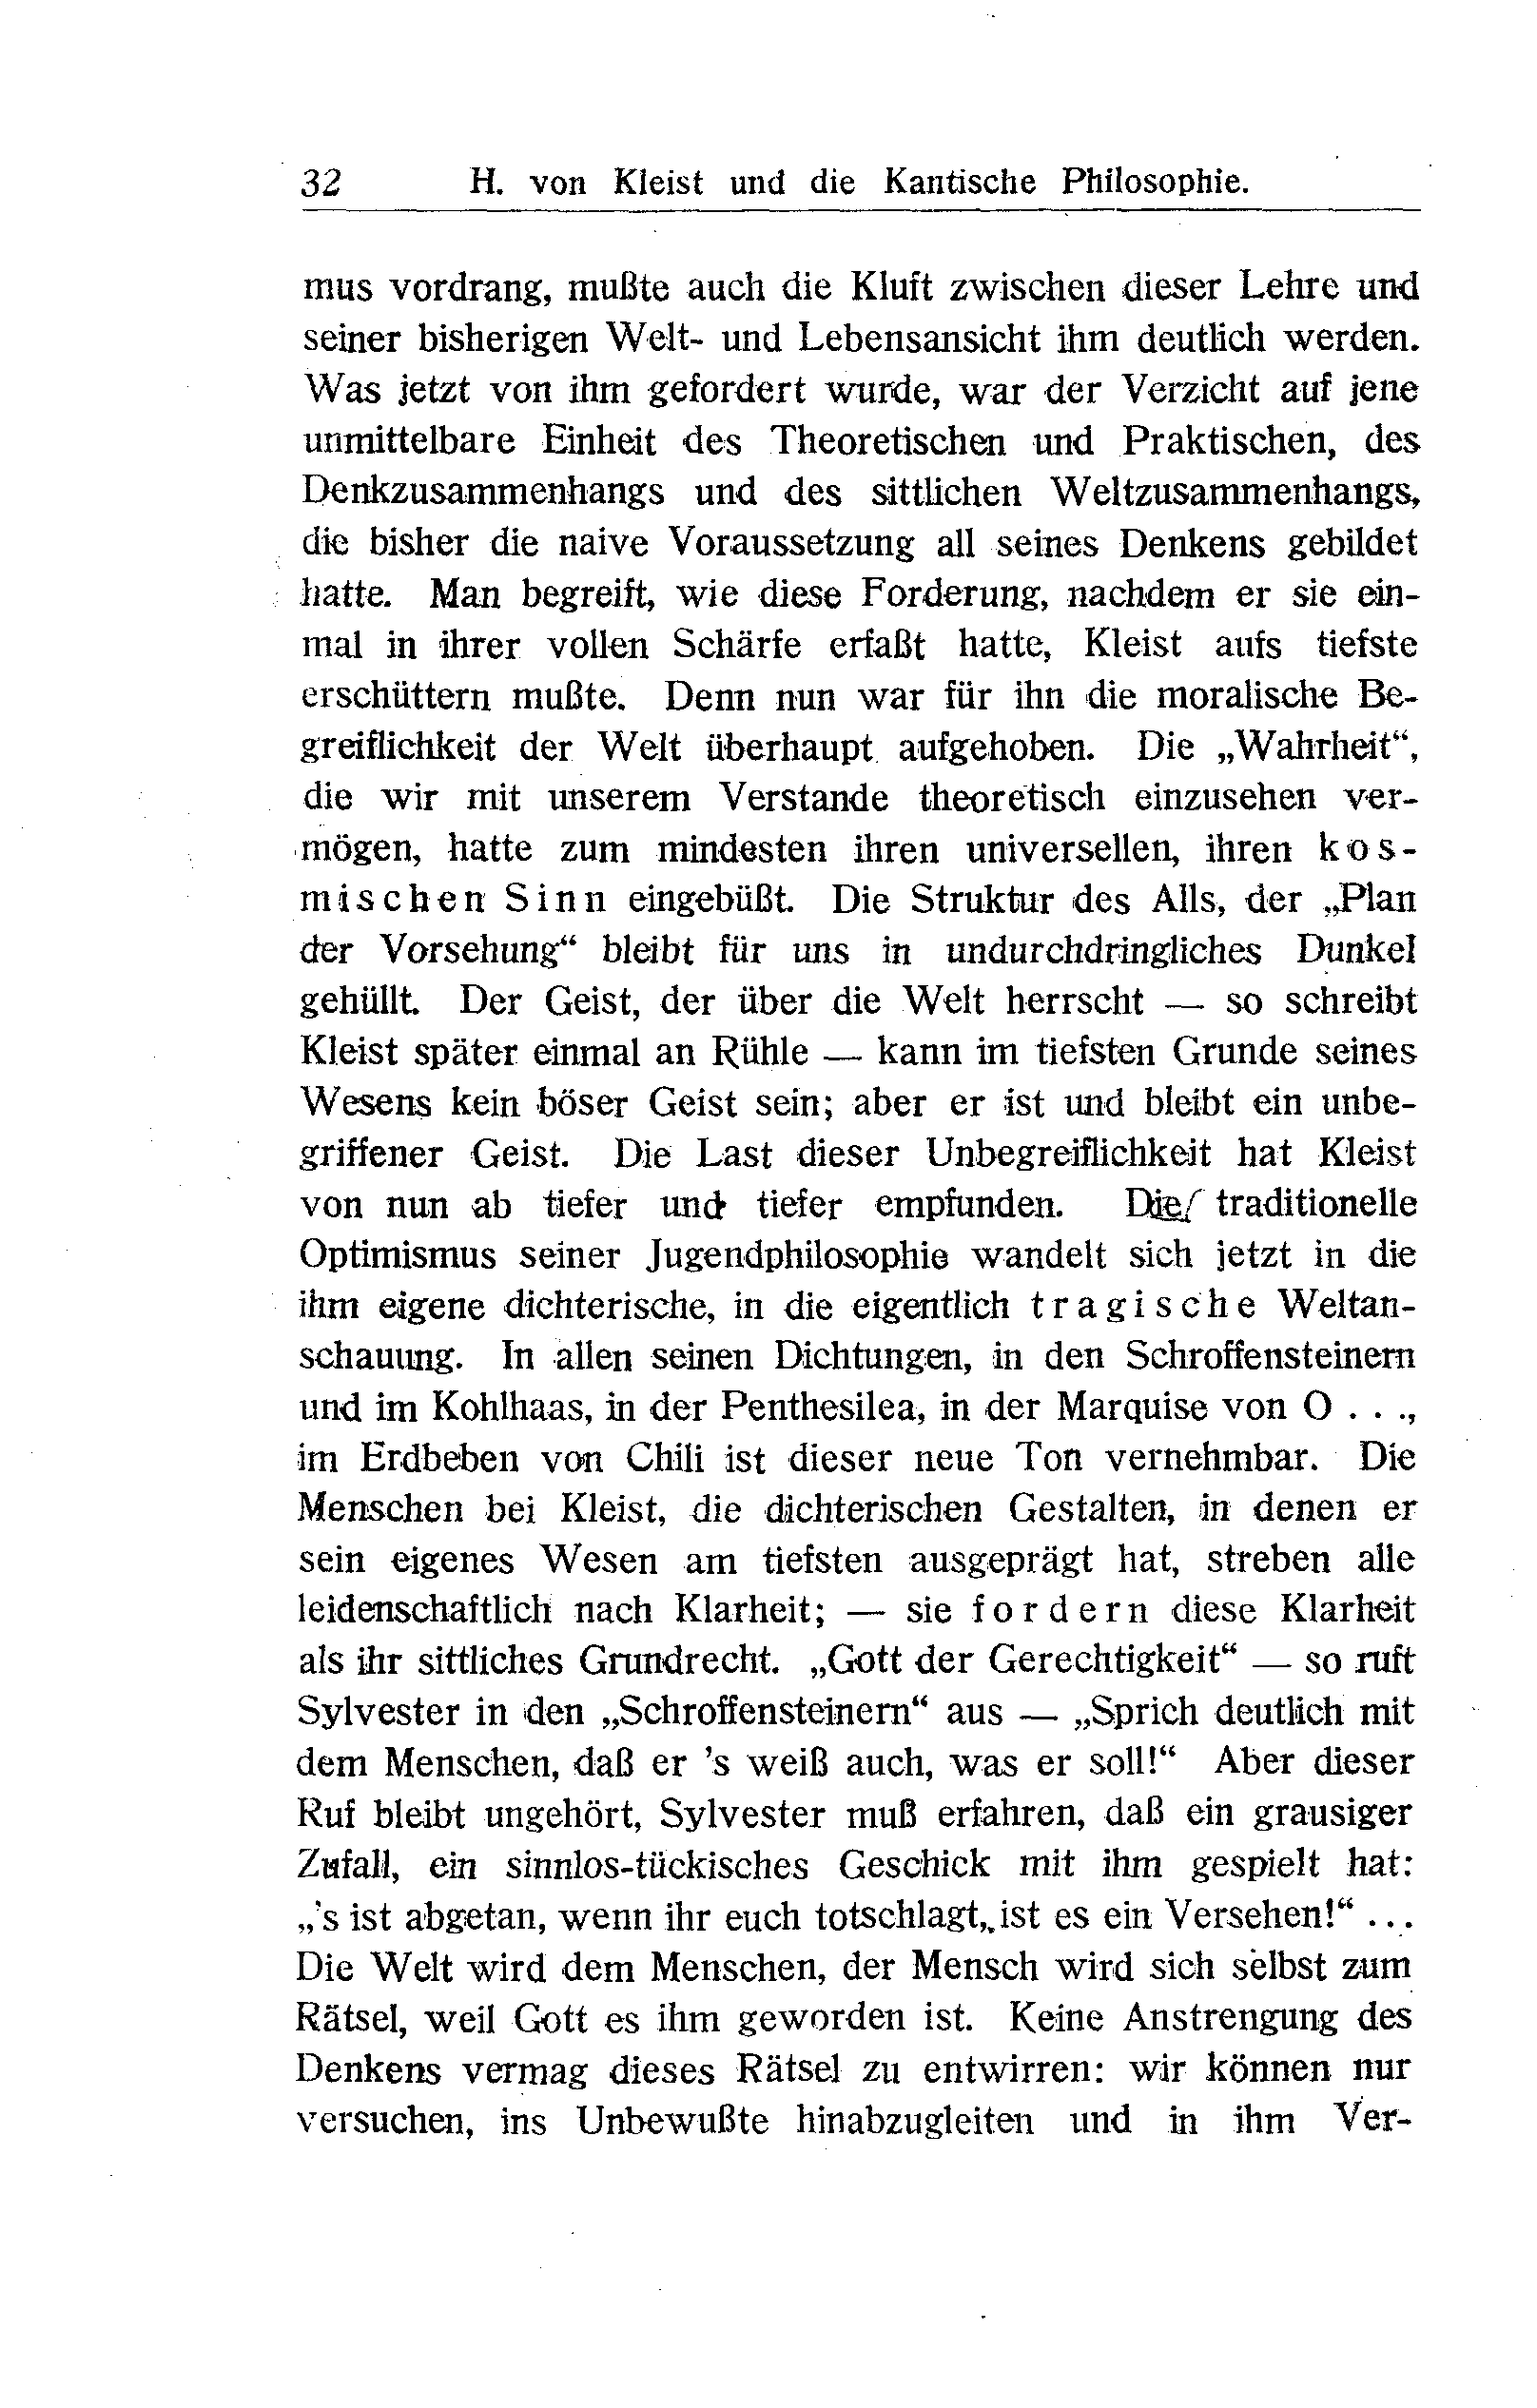 32 H. von Kleist und die Kantische Philosophie.
mus vordrang, mußte auch die Kluft zwischen dieser Lehre und
seiner bisherigen Welt- und Lebensansicht ihm deutlich werden.
Was jetzt von ihm gefordert wurde, war der Verzicht auf jene
unmittelbare Einheit des Theoretischen und Praktischen, des
Denkzusammenhangs und des sittlichen Weltzusammenhangs,
die bisher die naive Voraussetzung all seines Denkens gebildet
hatte. Man begreift, wie diese Forderung, nachdem er sie ein-
mal in ihrer vollen Schärfe erfaßt hatte, Kleist aufs tiefste
erschüttern mußte. Denn nun war für ihn die moralische Be-
greiflichkeit der Welt überhaupt aufgehoben. Die „Wahrheit“,
die wir mit unserem Verstande theoretisch einzusehen ver-
mögen, hatte zum mindesten ihren universellen, ihren kos-
mischen Sinn eingebüßt. Die Struktur des Alls, der „Plan
der Vorsehung“ bleibt für uns in undurchdringliches Dunkel
gehüllt. Der Geist, der über die Welt herrscht — so schreibt
Kleist später einmal an Rühle — kann im tiefsten Grunde seines
Wesens kein böser Geist sein; aber er ist und bleibt ein unbe-
griffener Geist. Die Last dieser Unbegreiflichkeit hat Kleist
von nun ab tiefer und tiefer empfunden. Die traditionelle
Optimismus seiner Jugendphilosophie wandelt sich jetzt in die
ihm eigene dichterische, in die eigentlich tragische Weltan-
schauung. In allen seinen Dichtungen, in den Schroffensteinern
und im Kohlhaas, in der Penthesilea, in der Marquise von O . . .,
im Erdbeben von Chili ist dieser neue Ton vernehmbar. Die
Menschen bei Kleist, die dichterischen Gestalten, in denen er
sein eigenes Wesen am tiefsten ausgeprägt hat, streben alle
leidenschaftlich nach Klarheit; — sie fordern diese Klarheit
als ihr sittliches Grundrecht. „Gott der Gerechtigkeit“ — so ruft
Sylvester in den „Schroffensteinern“ aus — „Sprich deutlich mit
dem Menschen, daß er 's weiß auch, was er soll!“ Aber dieser
Ruf bleibt ungehört, Sylvester muß erfahren, daß ein grausiger
Zufall, ein sinnlos-tückisches Geschick mit ihm gespielt hat:
„'s ist abgetan, wenn ihr euch totschlagt, ist es ein Versehen!“ ...
Die Welt wird dem Menschen, der Mensch wird sich selbst zum
Rätsel, weil Gott es ihm geworden ist. Keine Anstrengung des
Denkens vermag dieses Rätsel zu entwirren: wir können nur
versuchen, ins Unbewußte hinabzugleiten und in ihm Ver-